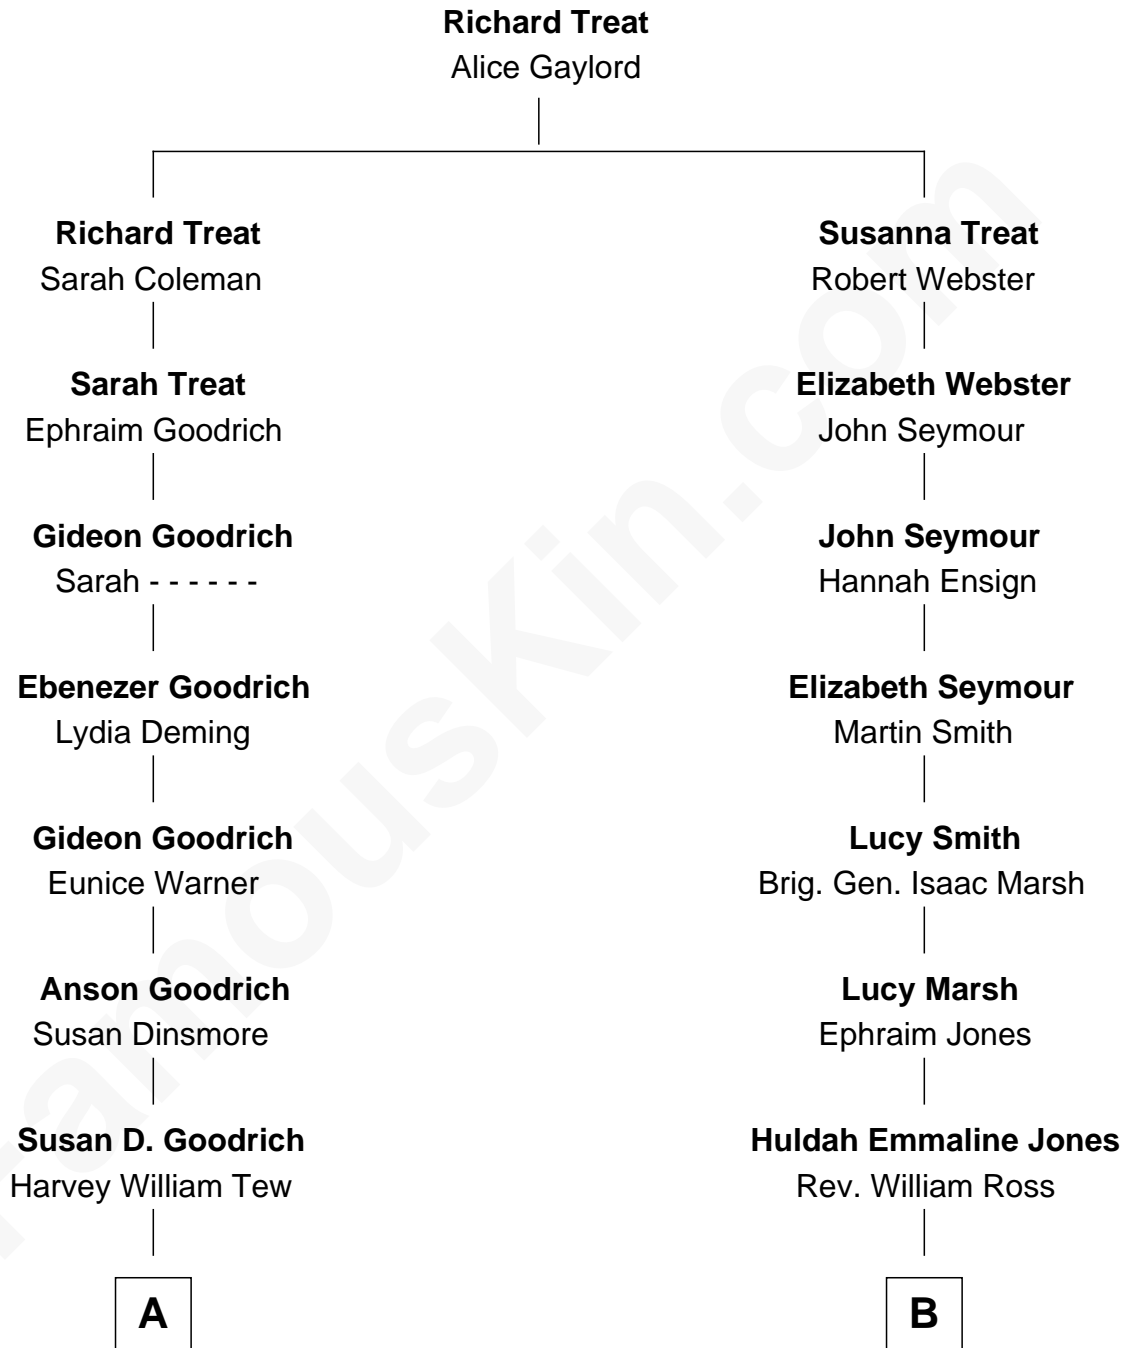 Richard Treat
Alice Gaylord
Richard Treat
Sarah Coleman
Susanna Treat
Robert Webster
Sarah Treat
Ephraim Goodrich
Elizabeth Webster
John Seymour
Gideon Goodrich
Sarah - - - - - -
John Seymour
Hannah Ensign
Ebenezer Goodrich
Lydia Deming
Elizabeth Seymour
Martin Smith
Gideon Goodrich
Eunice Warner
Lucy Smith
Brig. Gen. Isaac Marsh
Anson Goodrich
Susan Dinsmore
Lucy Marsh
Ephraim Jones
Susan D. Goodrich
Harvey William Tew
Huldah Emmaline Jones
Rev. William Ross
A
B
FamousKin.com